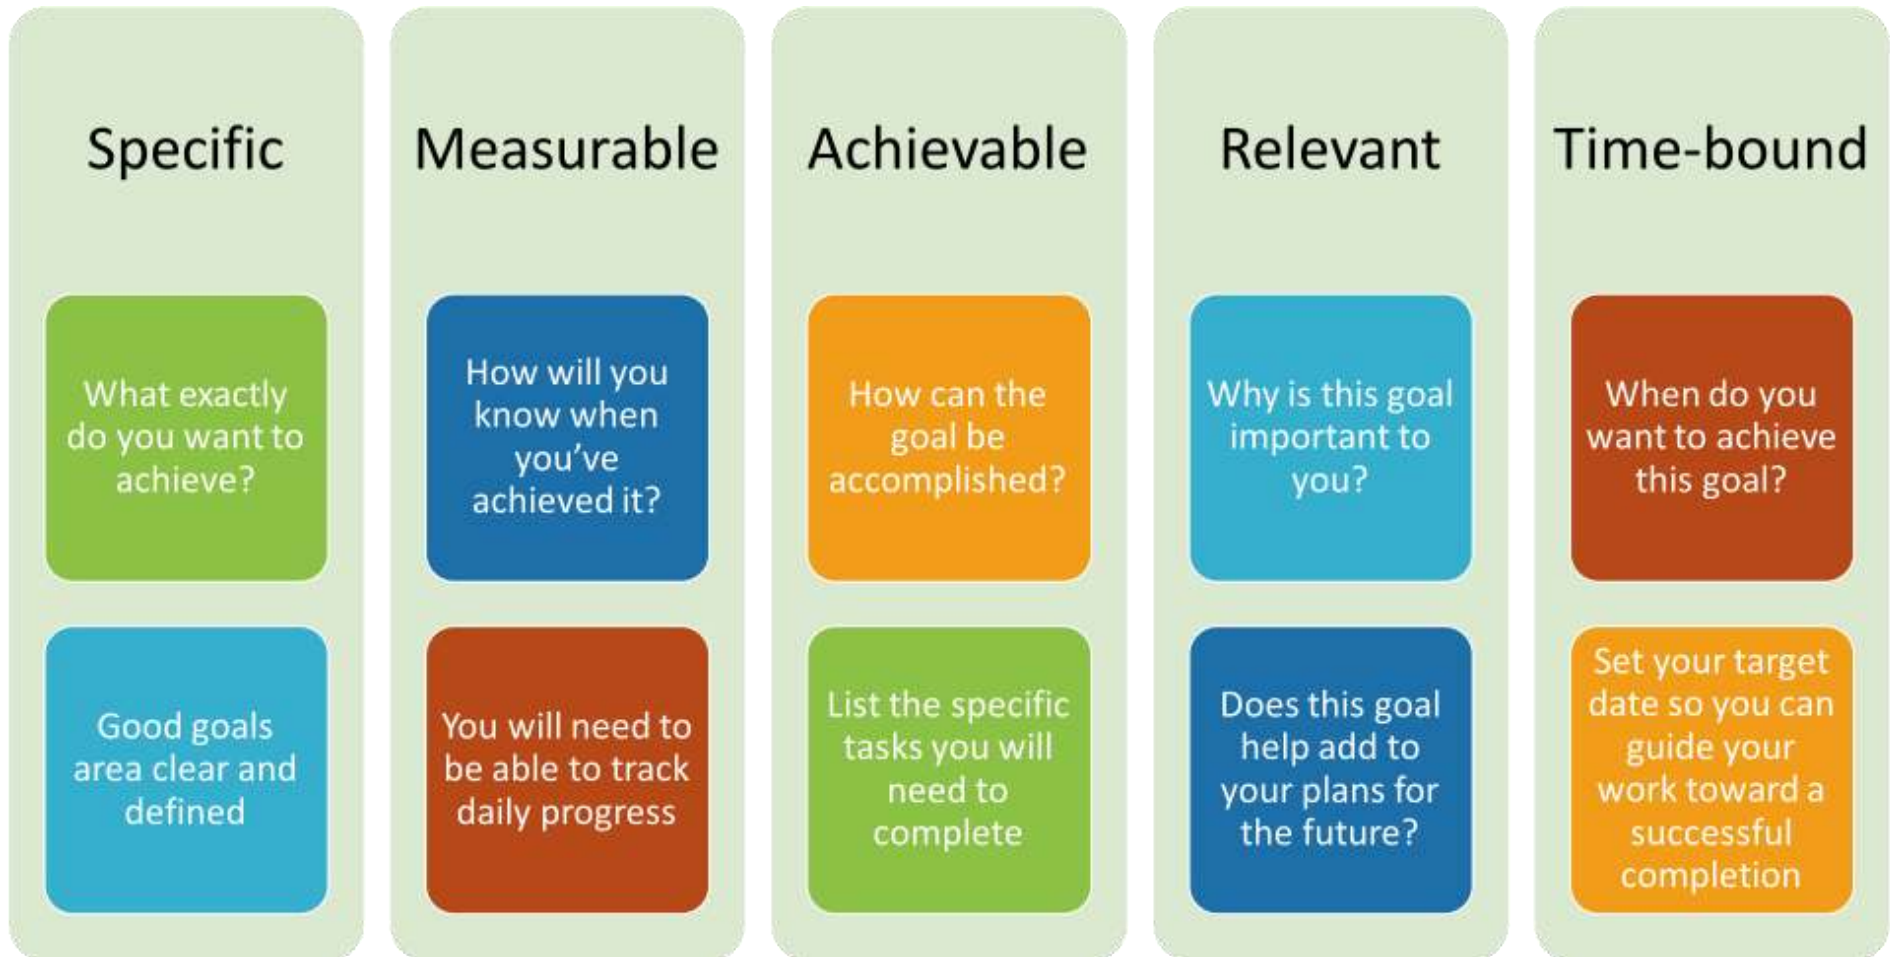 Specific
What exactly
do you want to
achieve?
Good goals
area clear and
defined
Measurable
How will you
know when
you've
achieved it?
You will need to
be able to track
daily progress
Achievable
How can the
goal be
accomplished?
List the specific
tasks you will
need to
complete
Relevant
Why is this goal
important to
you?
Does this goal
help add to
your plans for
the future?
Time-bound
When do you
want to achieve
this goal?
Set your target
date so you can
guide your
work toward a
successful
completion